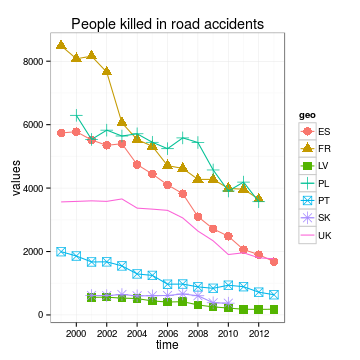 People killed in road accidents
values
8000
6000
4000
2000
0
2000 2002 2004 2006 2008 2010 2012
time
geo
ES
FR
LV
PL
PT
SK
UK